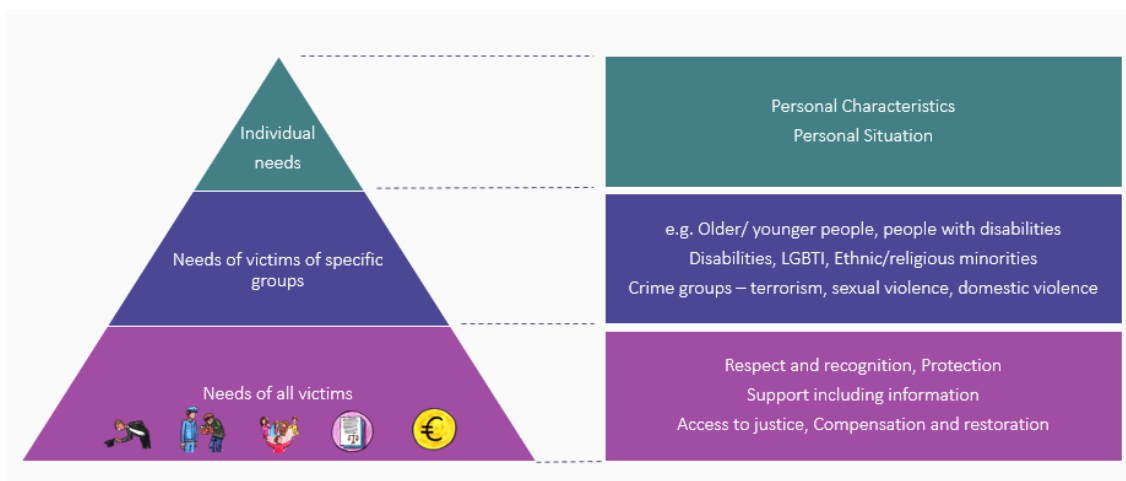 Individual
needs
Personal Characteristics
Personal Situation
Needs of victims of specific
groups
e.g. Older/ younger people, people with disabilities
Disabilities, LGBTI, Ethnic/religious minorities
Crime groups – terrorism, sexual violence, domestic violence
Needs of all victims
€
Respect and recognition, Protection
Support including information
Access to justice, Compensation and restoration